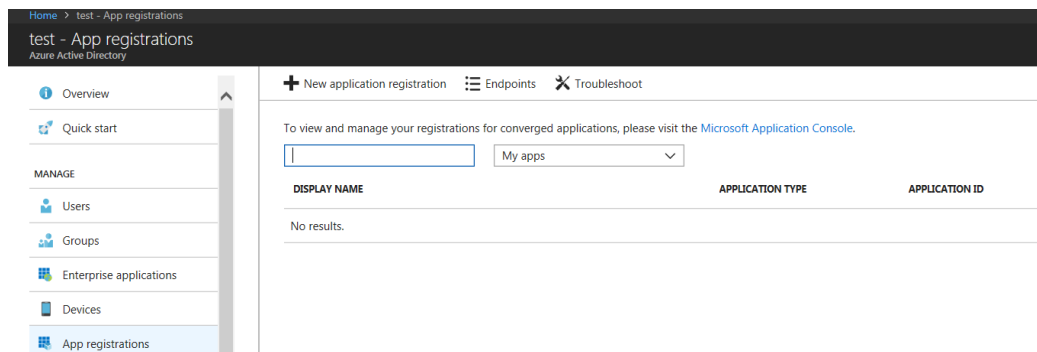 Home > test - App registrations
test - App registrations
Azure Active Directory
Overview
Quick start
MANAGE
Users
Groups
Enterprise applications
Devices
App registrations
New application registration Endpoints Troubleshoot
To view and manage your registrations for converged applications, please visit the Microsoft Application Console.
My apps
DISPLAY NAME APPLICATION TYPE APPLICATION ID
No results.